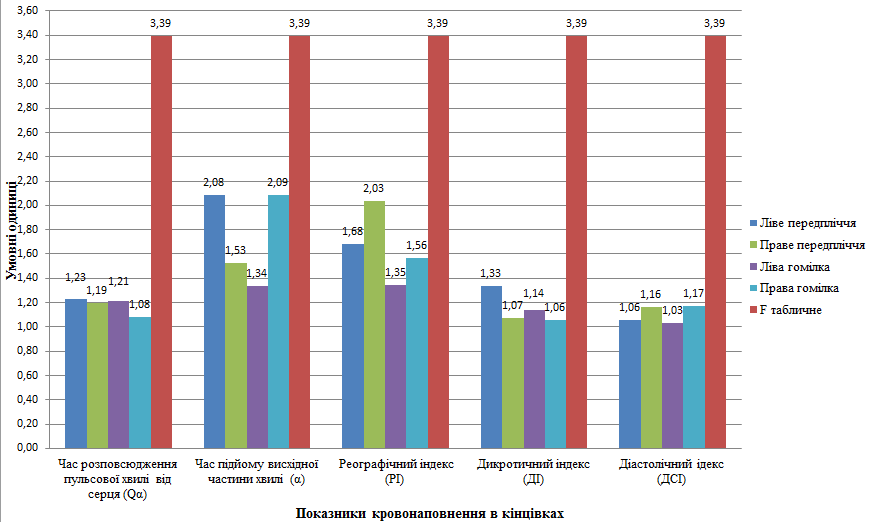 3,60
3,40
3,20
3,00
2,80
2,60
2,40
2,20
2,00
1,80
1,60
1,40
1,20
1,00
0,80
0,60
0,40
0,20
0,00
Умовні одиниці
1,23
1,19
1,21
1,08
3,39
2,08
1,53
1,34
2,09
3,39
1,68
2,03
1,35
1,56
3,39
1,33
1,07
1,14
1,06
3,39
1,06
1,16
1,03
1,17
3,39
Час розповсюдження
пульсової хвилі від
серця (Qα)
Час підйому висхідної
частини хвилі (α)
Реографічний індекс
(РІ)
Дикротичний індекс
(ДІ)
Діастолічний ідекс
(ДСІ)
Показники кровонаповнення в кінцівках
Ліве передпліччя
Праве передпліччя
Ліва гомілка
Права гомілка
F табличне